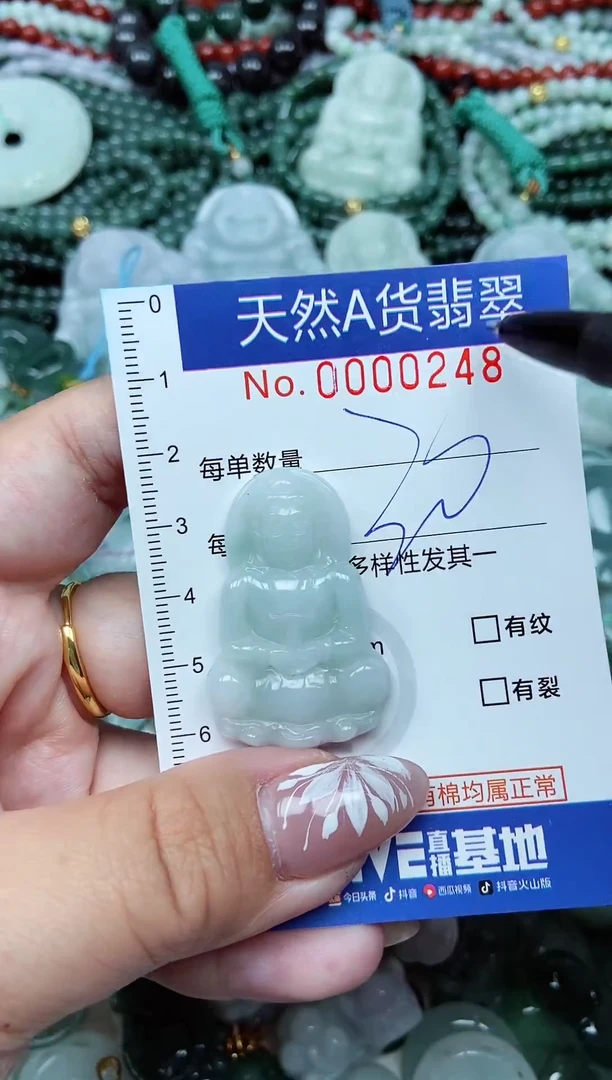 0
天然A货翡翠
1
No. 0000248
2
每单数量
3
每
多样性发其一
4
5
有纹
有裂
6
有棉均属正常
直播基地
今日头条 抖音 西瓜视频 抖音火山版